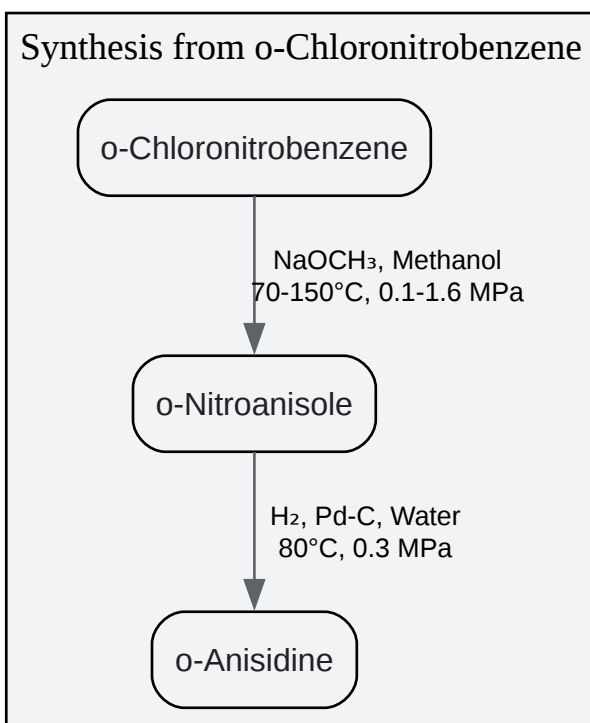 Synthesis from o-Chloronitrobenzene
o-Chloronitrobenzene
NaOCH₃, Methanol
70-150°C, 0.1-1.6 MPa
o-Nitroanisole
H₂, Pd-C, Water
80°C, 0.3 MPa
o-Anisidine